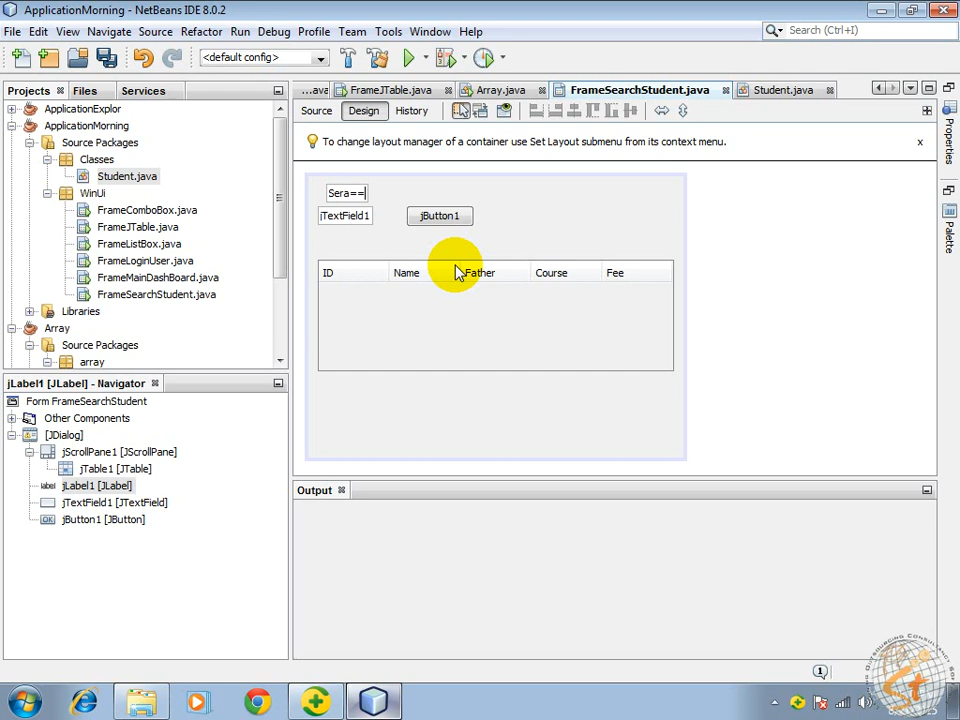 ApplicationMorning - NetBeans IDE 8.0.2
File Edit View Navigate Source Refactor Run Debug Profile Team Tools Window Help
Search (Ctrl+I)
<default config>
Projects Files Services
...ava FrameJTable.java Array.java FrameSearchStudent.java Student.java
Source Design History
To change layout manager of a container use Set Layout submenu from its context menu.
x
ApplicationExplor
ApplicationMorning
Source Packages
Classes
Student.java
WinUi
FrameComboBox.java
FrameJTable.java
FrameListBox.java
FrameLoginUser.java
FrameMainDashBoard.java
FrameSearchStudent.java
Libraries
Array
Source Packages
array
Sera==
jTextField1 jButton1
ID Name Father Course Fee
Properties
Palette
jLabel1 [JLabel] - Navigator
Form FrameSearchStudent
Other Components
[JDialog]
jScrollPane1 [JScrollPane]
jTable1 [JTable]
label jLabel1 [JLabel]
jTextField1 [JTextField]
OK jButton1 [JButton]
Output
1